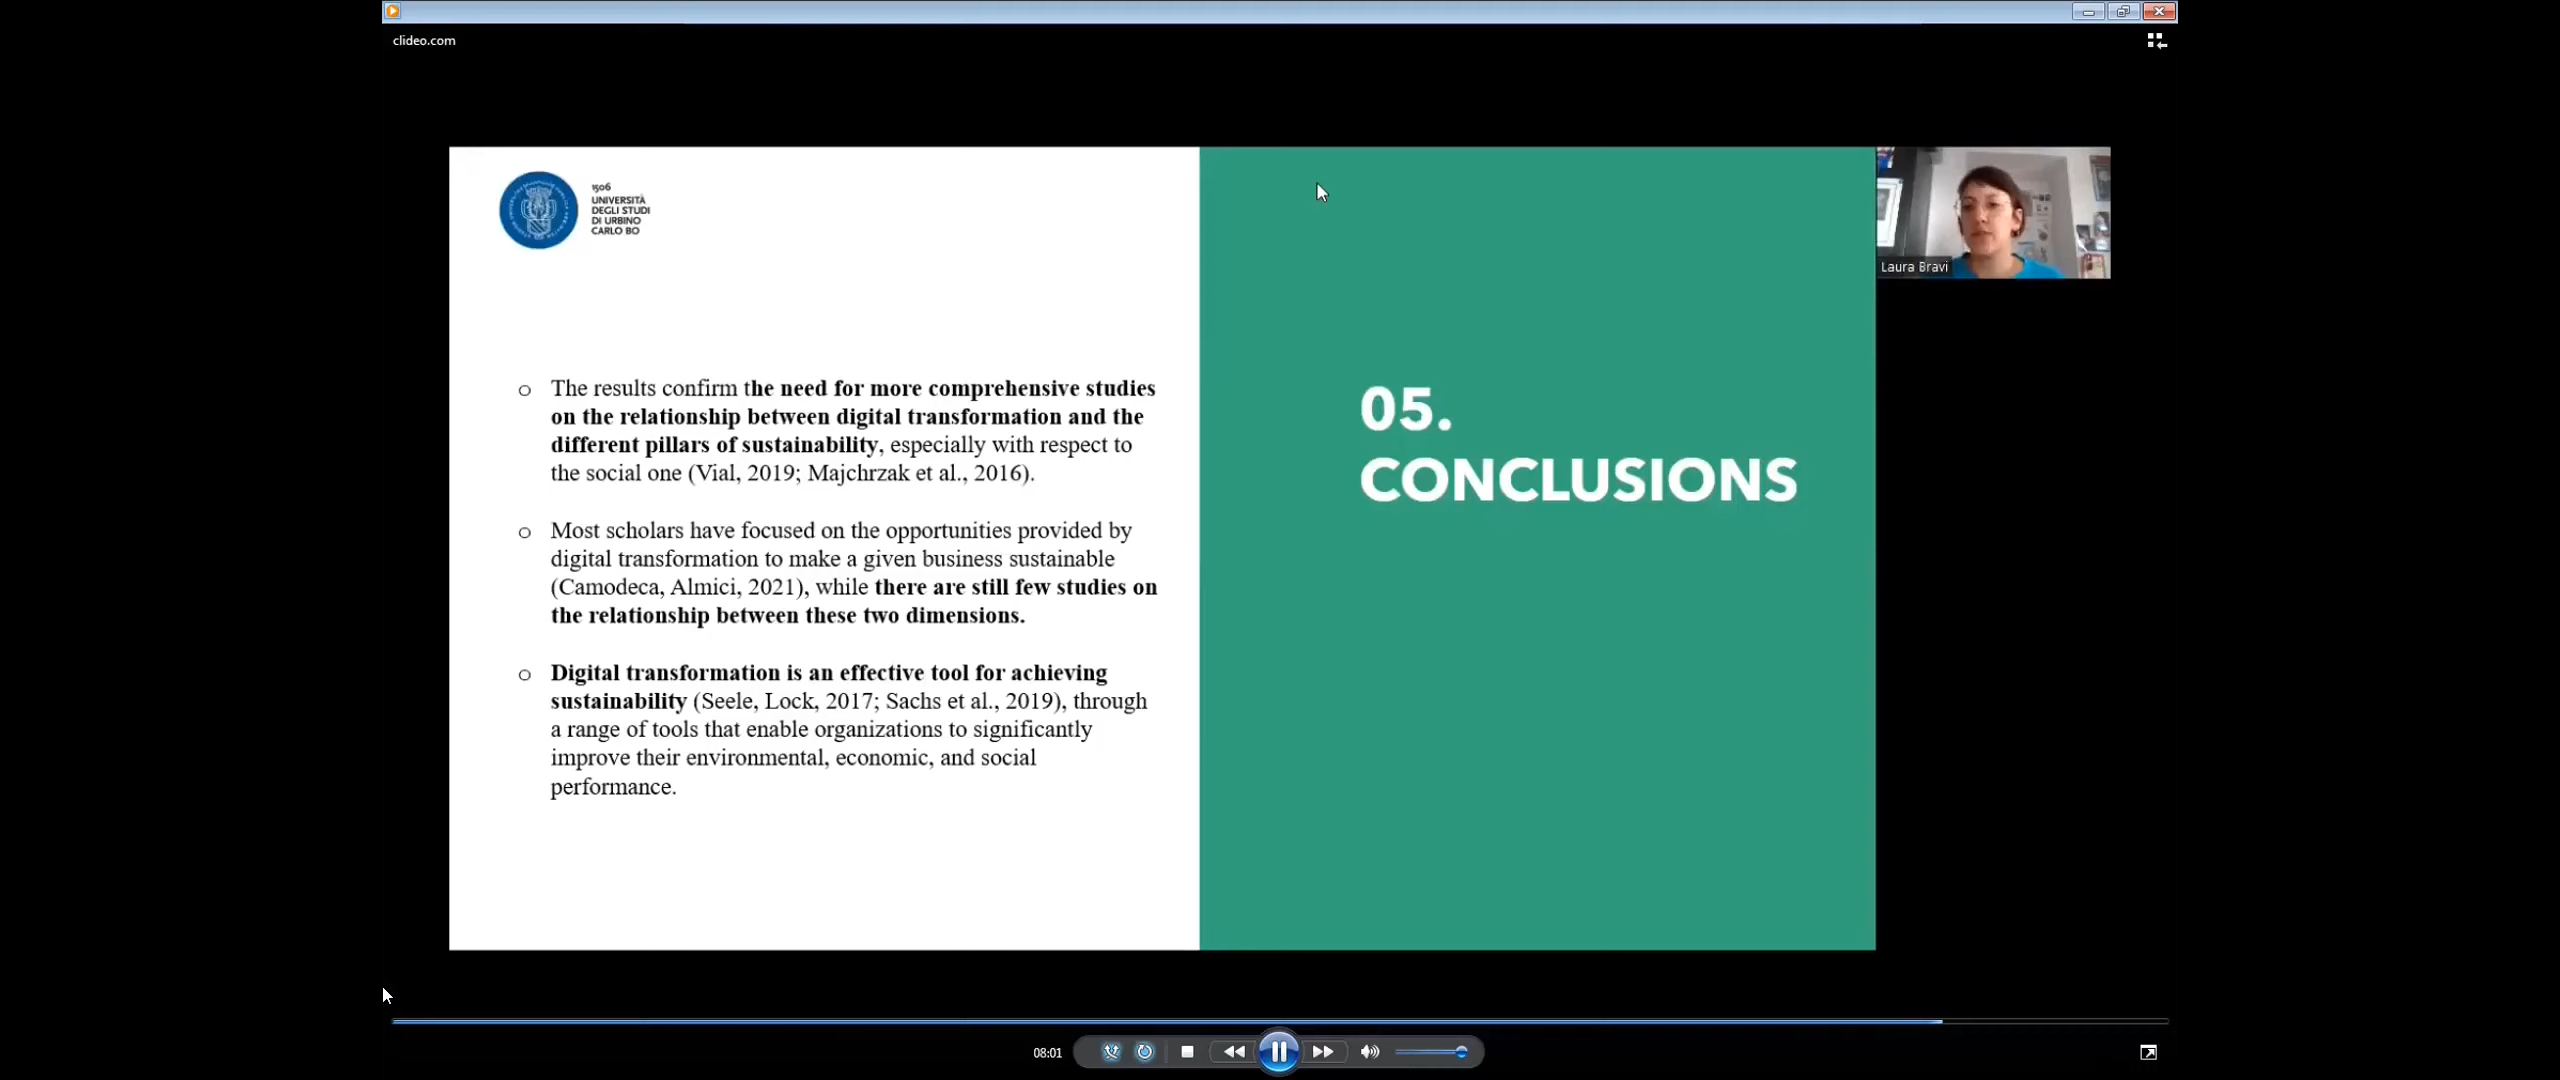 clideo.com
1506
UNIVERSITÀ
DEGLI STUDI
DI URBINO
CARLO BO
o The results confirm the need for more comprehensive studies
on the relationship between digital transformation and the
different pillars of sustainability, especially with respect to
the social one (Vial, 2019; Majchrzak et al., 2016).
o Most scholars have focused on the opportunities provided by
digital transformation to make a given business sustainable
(Camodeca, Almici, 2021), while there are still few studies on
the relationship between these two dimensions.
o Digital transformation is an effective tool for achieving
sustainability (Seele, Lock, 2017; Sachs et al., 2019), through
a range of tools that enable organizations to significantly
improve their environmental, economic, and social
performance.
05.
CONCLUSIONS
Laura Bravi
08:01